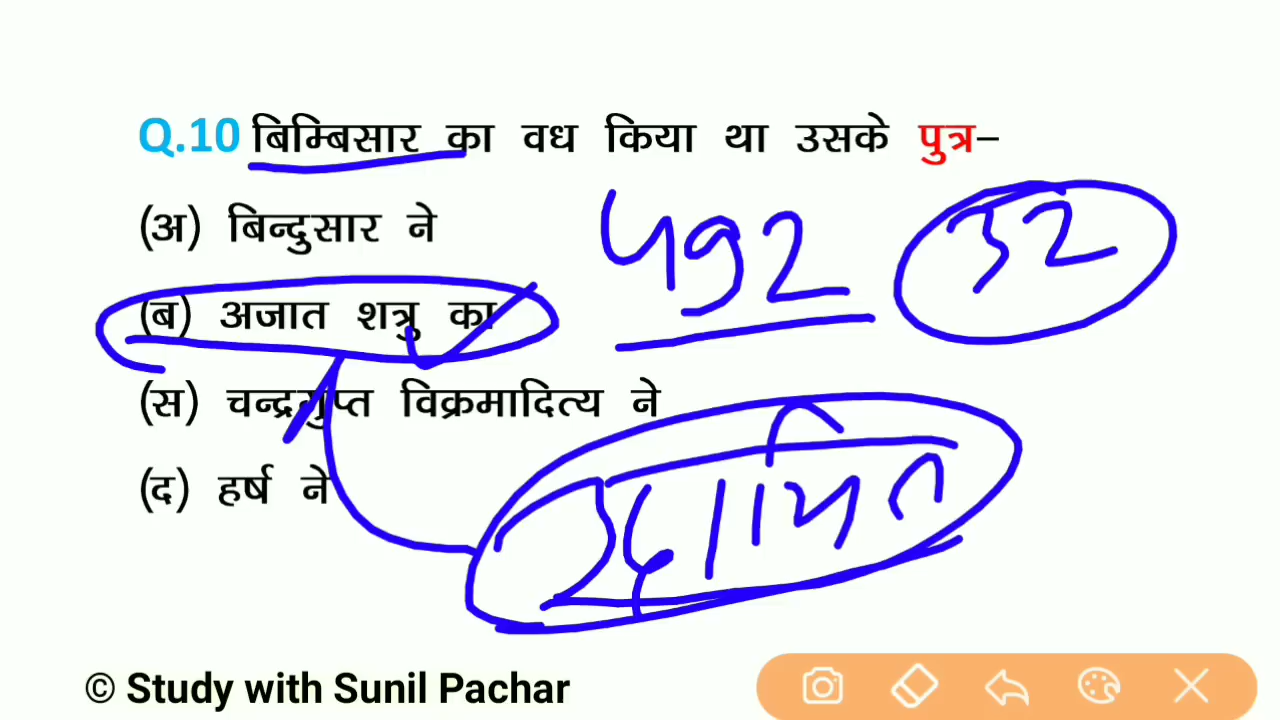 Q.10 बिम्बिसार का वध किया था उसके पुत्र–
(अ) बिन्दुसार ने
492 32
(ब) अजात शत्रु का
(स) चन्द्रगुप्त विक्रमादित्य ने
(द) हर्ष ने
© Study with Sunil Pachar